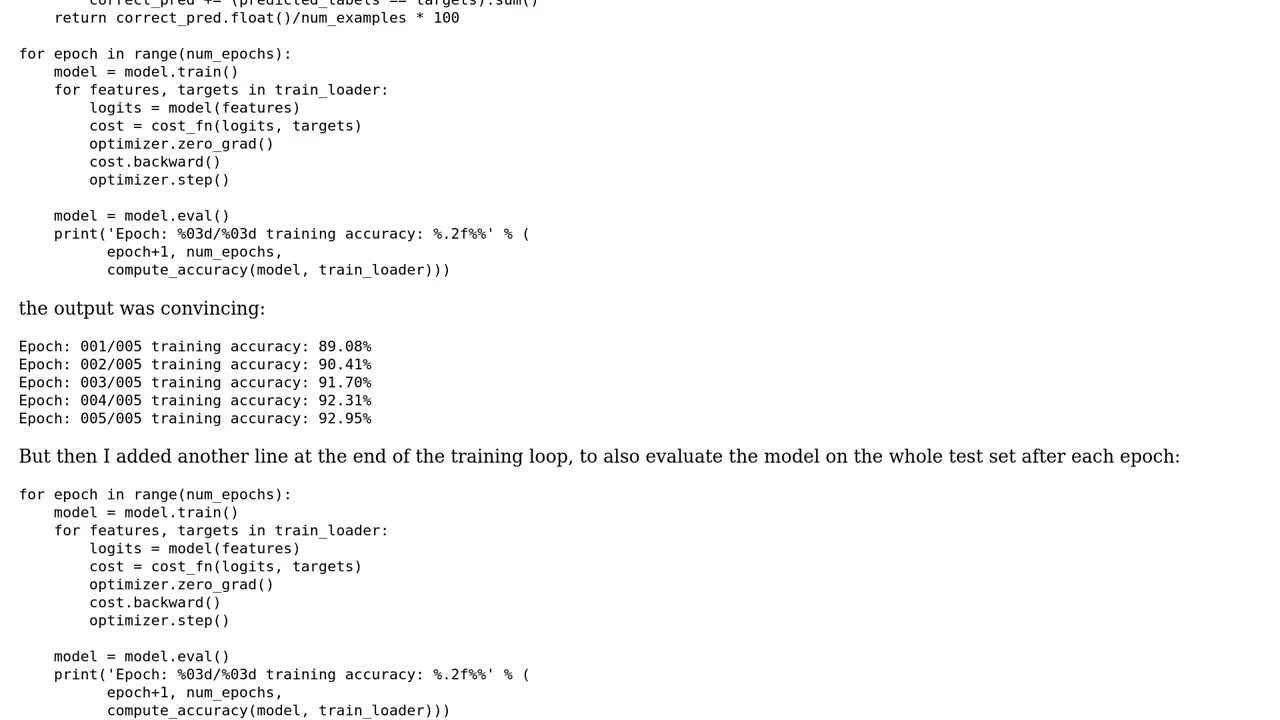 correct_pred += (predicted_labels == targets).sum()
    return correct_pred.float()/num_examples * 100
for epoch in range(num_epochs):
    model = model.train()
    for features, targets in train_loader:
        logits = model(features)
        cost = cost_fn(logits, targets)
        optimizer.zero_grad()
        cost.backward()
        optimizer.step()
    model = model.eval()
    print('Epoch: %03d/%03d training accuracy: %.2f%%' % (
          epoch+1, num_epochs,
          compute_accuracy(model, train_loader)))
the output was convincing:
Epoch: 001/005 training accuracy: 89.08%
Epoch: 002/005 training accuracy: 90.41%
Epoch: 003/005 training accuracy: 91.70%
Epoch: 004/005 training accuracy: 92.31%
Epoch: 005/005 training accuracy: 92.95%
But then I added another line at the end of the training loop, to also evaluate the model on the whole test set after each epoch:
for epoch in range(num_epochs):
    model = model.train()
    for features, targets in train_loader:
        logits = model(features)
        cost = cost_fn(logits, targets)
        optimizer.zero_grad()
        cost.backward()
        optimizer.step()
    model = model.eval()
    print('Epoch: %03d/%03d training accuracy: %.2f%%' % (
          epoch+1, num_epochs,
          compute_accuracy(model, train_loader)))